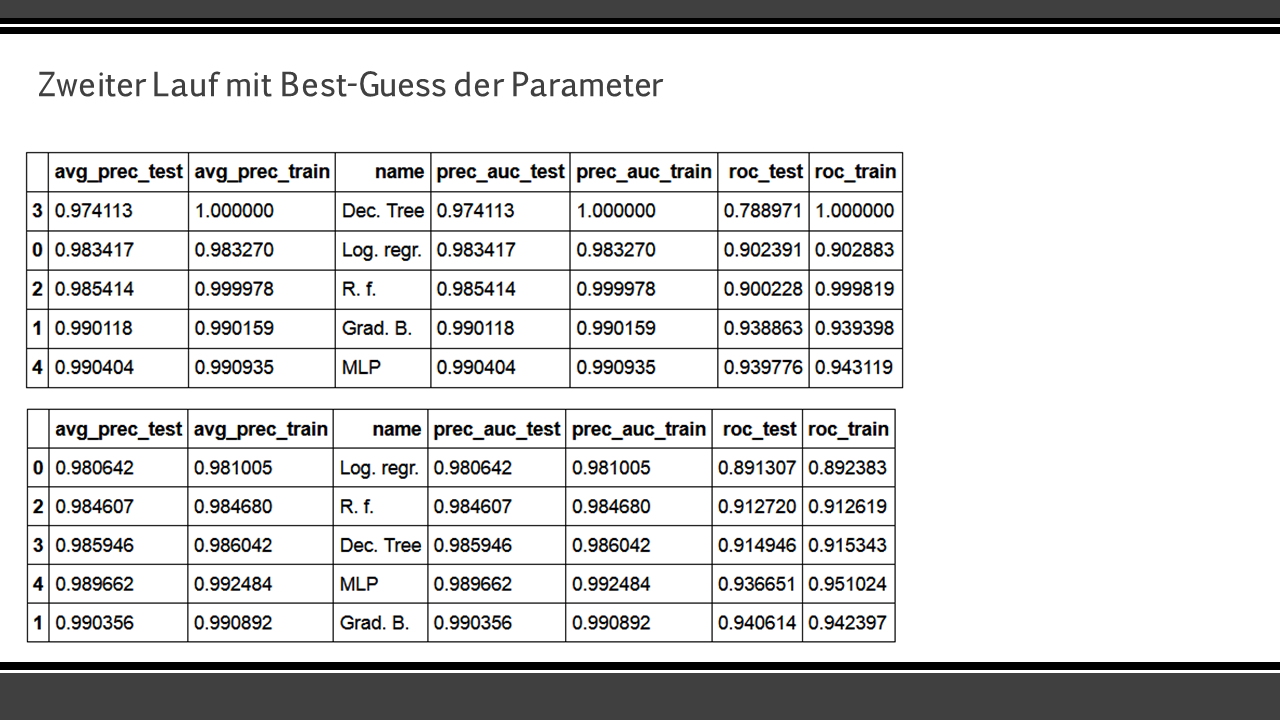 Zweiter Lauf mit Best-Guess der Parameter
avg_prec_test avg_prec_train name prec_auc_test prec_auc_train roc_test roc_train
3 0.974113 1.000000 Dec. Tree 0.974113 1.000000 0.788971 1.000000
0 0.983417 0.983270 Log. regr. 0.983417 0.983270 0.902391 0.902883
2 0.985414 0.999978 R. f. 0.985414 0.999978 0.900228 0.999819
1 0.990118 0.990159 Grad. B. 0.990118 0.990159 0.938863 0.939398
4 0.990404 0.990935 MLP 0.990404 0.990935 0.939776 0.943119
avg_prec_test avg_prec_train name prec_auc_test prec_auc_train roc_test roc_train
0 0.980642 0.981005 Log. regr. 0.980642 0.981005 0.891307 0.892383
2 0.984607 0.984680 R. f. 0.984607 0.984680 0.912720 0.912619
3 0.985946 0.986042 Dec. Tree 0.985946 0.986042 0.914946 0.915343
4 0.989662 0.992484 MLP 0.989662 0.992484 0.936651 0.951024
1 0.990356 0.990892 Grad. B. 0.990356 0.990892 0.940614 0.942397